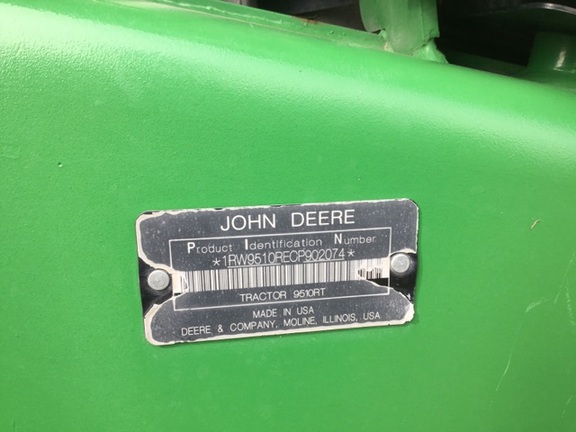 JOHN DEERE
Product Identification Number
*1RW9510RECP902074*
TRACTOR 9510RT
MADE IN USA
DEERE & COMPANY, MOLINE, ILLINOIS, USA